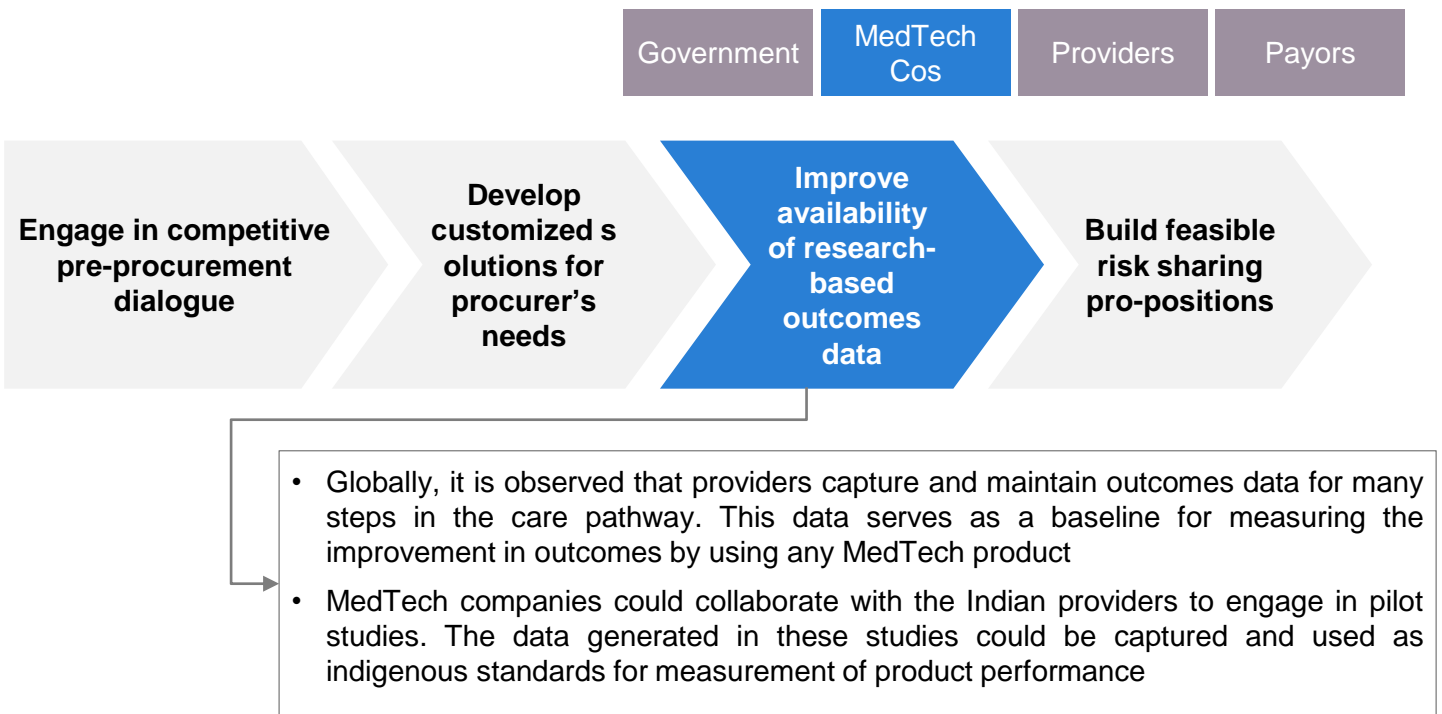 Government
MedTech
Cos
Providers
Payors
Engage in competitive
pre-procurement
dialogue
Develop
customized s
olutions for
procurer’s
needs
Improve
availability
of research-
based
outcomes
data
Build feasible
risk sharing
pro-positions
• Globally, it is observed that providers capture and maintain outcomes data for many
steps in the care pathway. This data serves as a baseline for measuring the
improvement in outcomes by using any MedTech product
• MedTech companies could collaborate with the Indian providers to engage in pilot
studies. The data generated in these studies could be captured and used as
indigenous standards for measurement of product performance